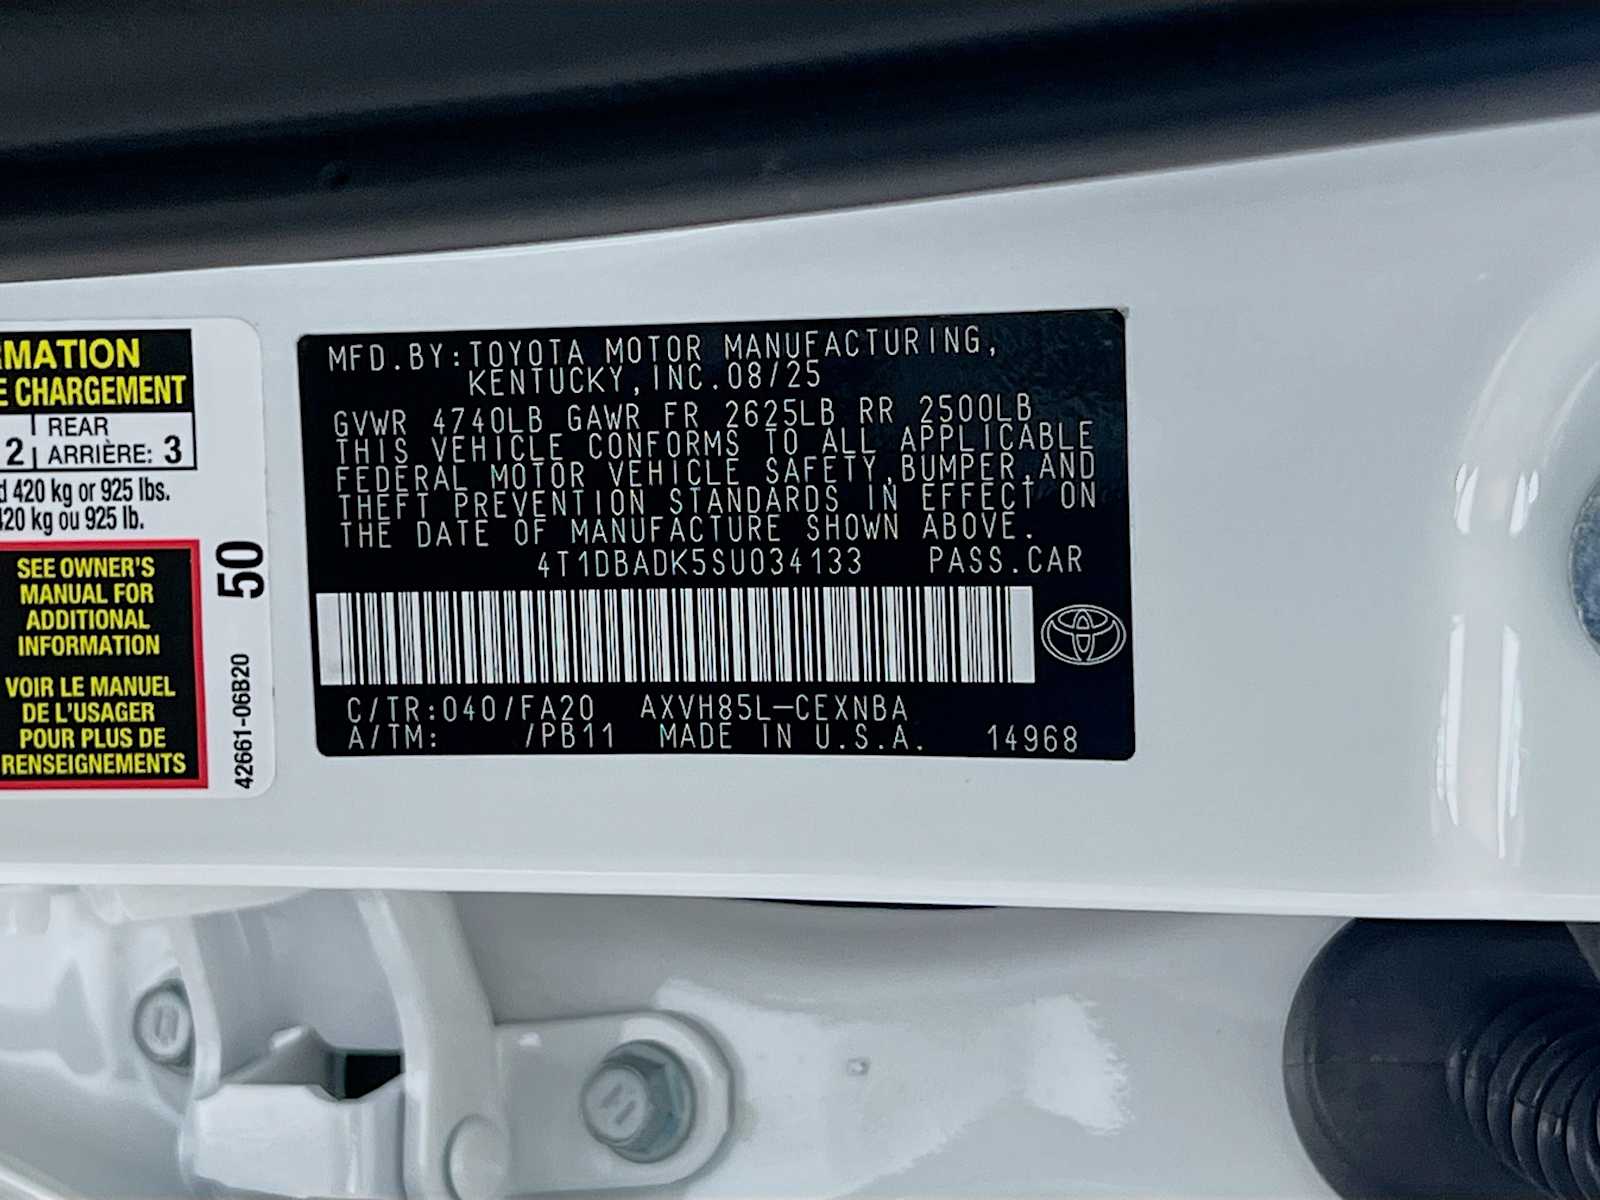 RMATION
E CHARGEMENT
2 REAR
ARRIÈRE: 3
d 420 kg or 925 lbs.
420 kg ou 925 lb.
SEE OWNER'S
MANUAL FOR
ADDITIONAL
INFORMATION
VOIR LE MANUEL
DE L'USAGER
POUR PLUS DE
RENSEIGNEMENTS
50
42661-06B20
MFD.BY:TOYOTA MOTOR MANUFACTURING,
KENTUCKY,INC.08/25
GVWR 4740LB GAWR FR 2625LB RR 2500LB
THIS VEHICLE CONFORMS TO ALL APPLICABLE
FEDERAL MOTOR VEHICLE SAFETY,BUMPER,AND
THEFT PREVENTION STANDARDS IN EFFECT ON
THE DATE OF MANUFACTURE SHOWN ABOVE.
4T1DBADK5SU034133 PASS.CAR
C/TR:040/FA20 AXVH85L-CEXNBA
A/TM: /PB11 MADE IN U.S.A. 14968